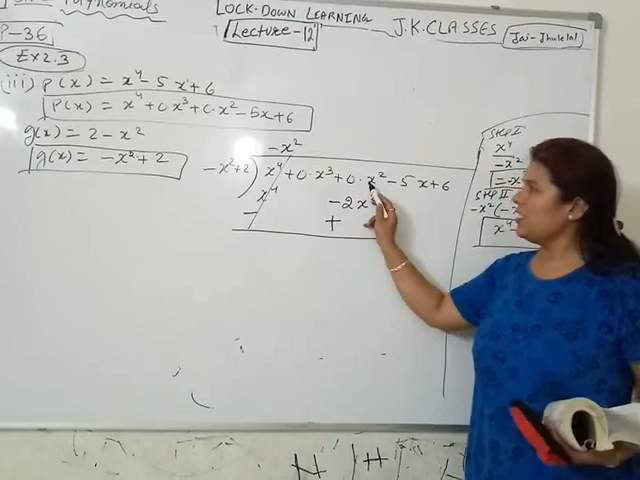 Polynomials
LOCK-DOWN LEARNING
J.K.CLASSES
Jai-Jhulelal
P-36
Lecture-12
Ex 2.3
(iii) p(x) = x⁴ - 5x + 6
p(x) = x⁴ + 0.x³ + 0.x² - 5x + 6
g(x) = 2 - x²
g(x) = -x² + 2
-x²
-x²+2) x⁴ + 0.x³ + 0.x² - 5x + 6
x⁴ - 2x
- +
STEP I
x⁴
-x²
= -x
STEP II
-x²(-
x⁴-